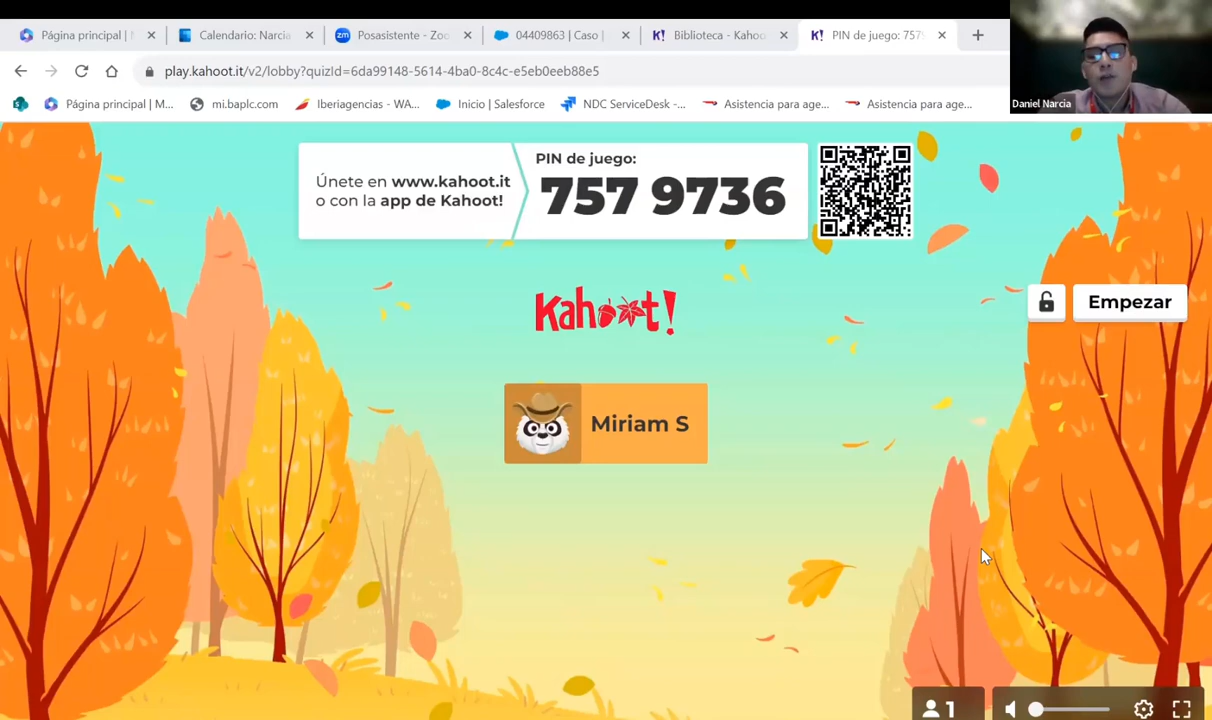 Página principal | M
Calendario: Narcia
Posasistente - Zoo
04409863 | Caso |
Biblioteca - Kahoo
PIN de juego: 757
play.kahoot.it/v2/lobby?quizId=6da99148-5614-4ba0-8c4c-e5eb0eeb88e5
Página principal | M...
mi.baplc.com
Iberiagencias - WA...
Inicio | Salesforce
NDC ServiceDesk -...
Asistencia para age...
Asistencia para age...
Daniel Narcia
Únete en www.kahoot.it
o con la app de Kahoot!
PIN de juego:
757 9736
Kahoot!
Empezar
Miriam S
1